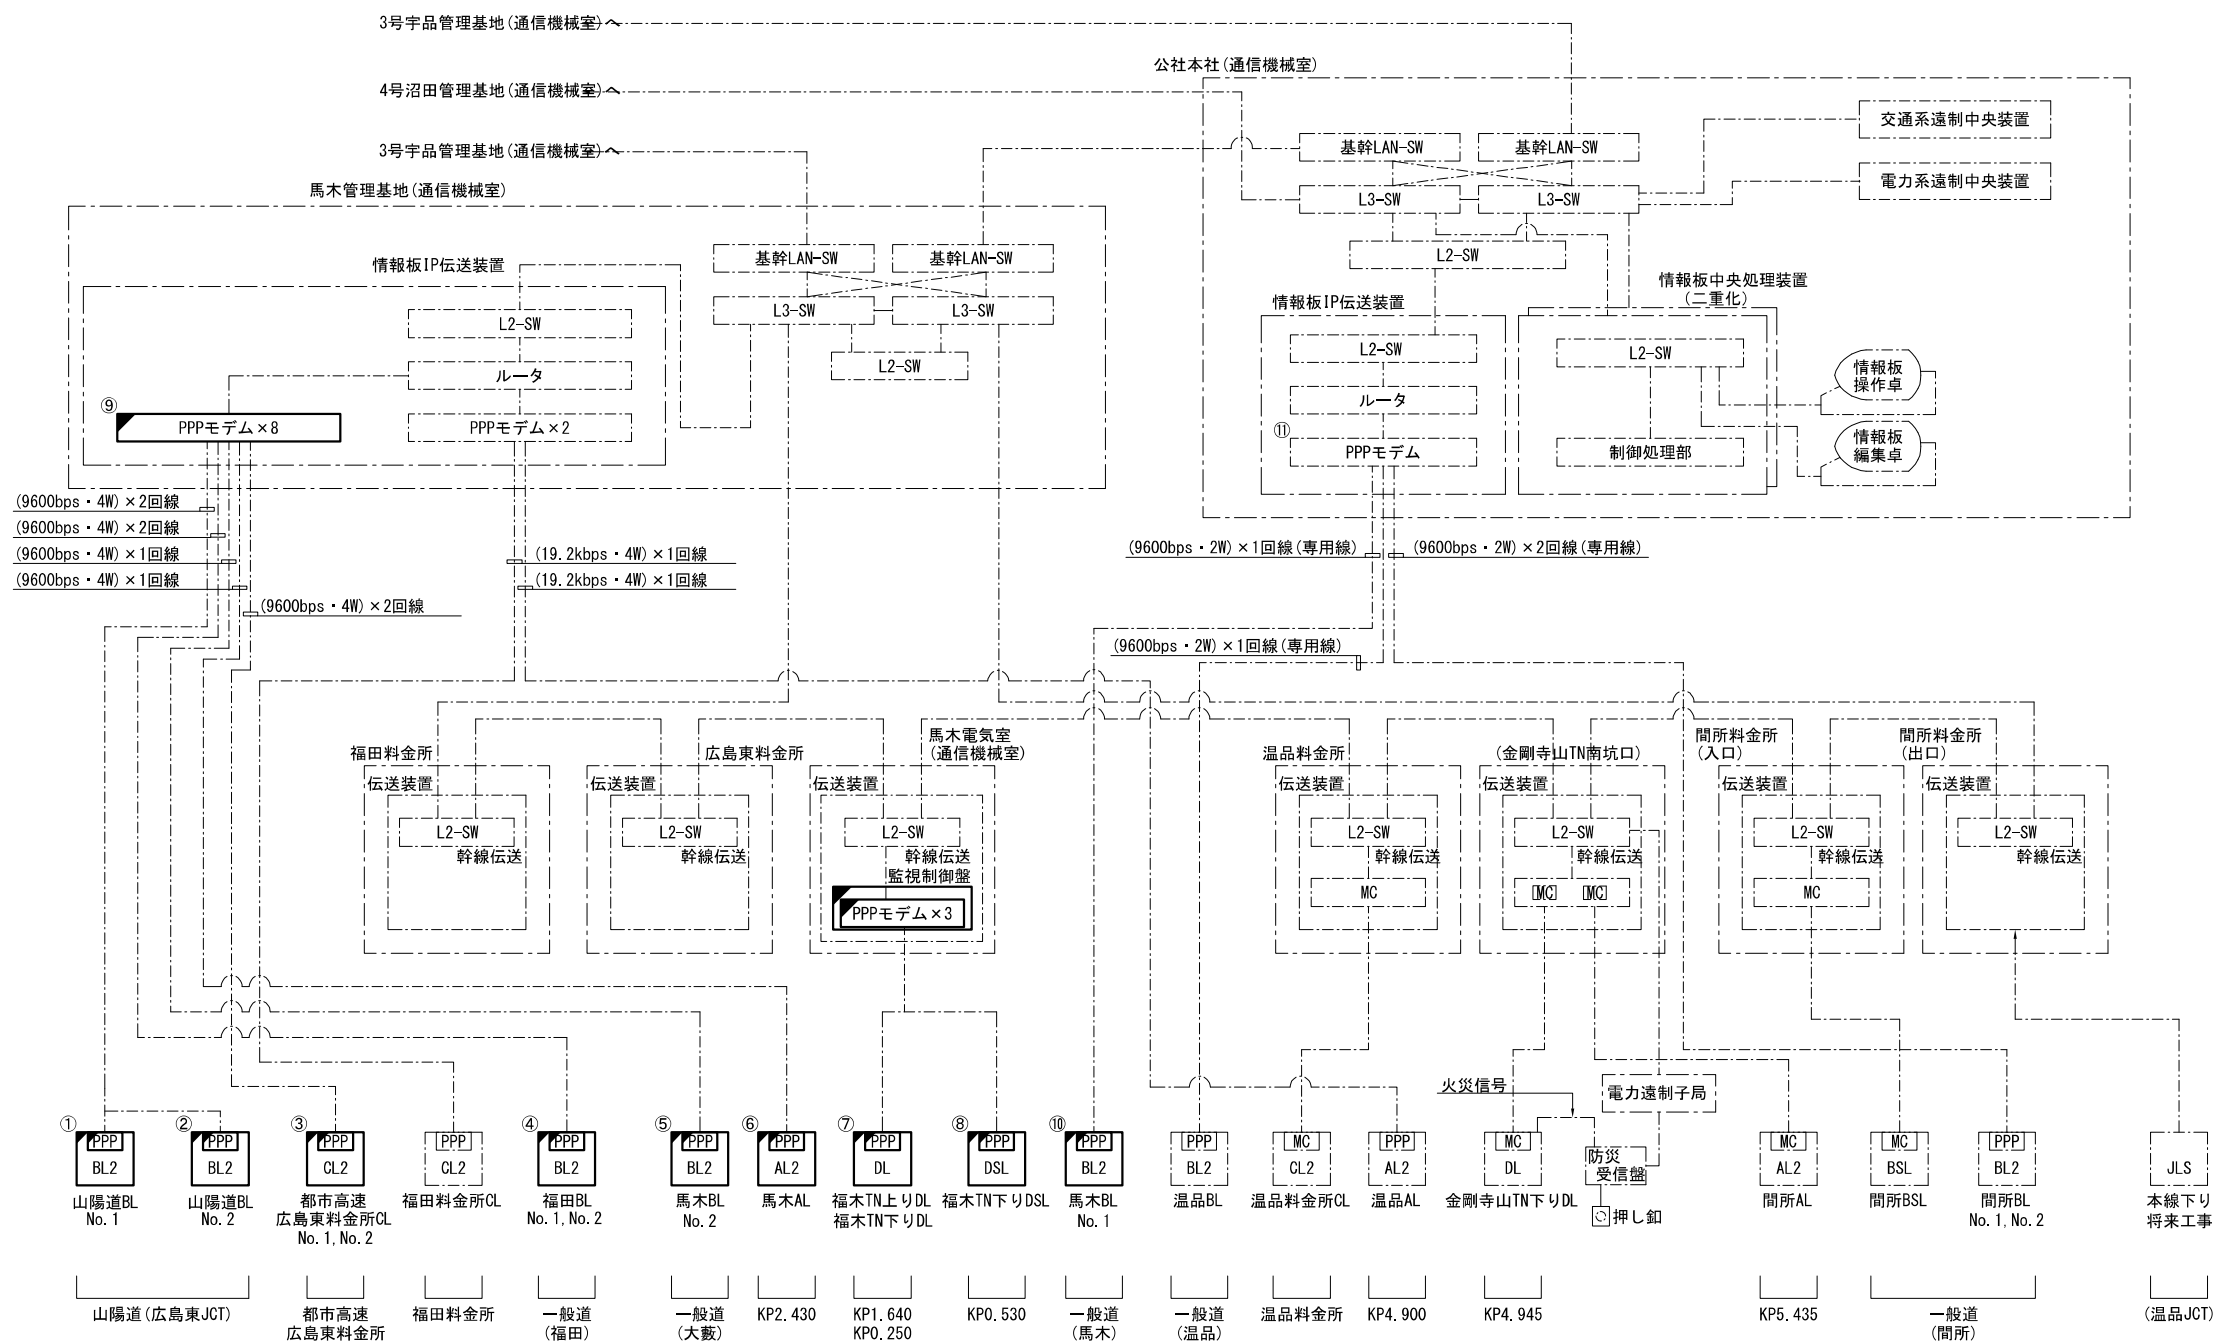 3号宇品管理基地(通信機械室)へ
公社本社(通信機械室)
4号沼田管理基地(通信機械室)へ
交通系遠制中央装置
3号宇品管理基地(通信機械室)へ
基幹LAN-SW
基幹LAN-SW
馬木管理基地(通信機械室)
電力系遠制中央装置
L3-SW
L3-SW
情報板IP伝送装置
基幹LAN-SW
基幹LAN-SW
L2-SW
情報板中央処理装置
(二重化)
情報板IP伝送装置
L3-SW
L3-SW
L2-SW
L2-SW
L2-SW
L2-SW
ルータ
情報板
操作卓
ルータ
⑨
PPPモデム×8
PPPモデム×2
⑪
PPPモデム
制御処理部
情報板
編集卓
(9600bps・4W)×2回線
(9600bps・4W)×2回線
(9600bps・4W)×1回線
(9600bps・4W)×1回線
(9600bps・4W)×2回線
(19.2kbps・4W)×1回線
(19.2kbps・4W)×1回線
(9600bps・2W)×1回線(専用線)
(9600bps・2W)×2回線(専用線)
(9600bps・2W)×1回線(専用線)
福田料金所
広島東料金所
馬木電気室
(通信機械室)
温品料金所
(金剛寺山TN南坑口)
間所料金所
(入口)
間所料金所
(出口)
伝送装置
伝送装置
伝送装置
伝送装置
伝送装置
伝送装置
伝送装置
L2-SW
L2-SW
L2-SW
L2-SW
L2-SW
L2-SW
L2-SW
幹線伝送
幹線伝送
幹線伝送
監視制御盤
幹線伝送
幹線伝送
幹線伝送
幹線伝送
PPPモデム×3
MC
MC
MC
MC
火災信号
電力遠制子局
①
PPP
BL2
山陽道BL
No.1
②
PPP
BL2
山陽道BL
No.2
③
PPP
CL2
都市高速
広島東料金所CL
No.1,No.2
PPP
CL2
福田料金所CL
④
PPP
BL2
福田BL
No.1,No.2
⑤
PPP
BL2
馬木BL
No.2
⑥
PPP
AL2
馬木AL
⑦
PPP
DL
福木TN上りDL
福木TN下りDL
⑧
PPP
DSL
福木TN下りDSL
⑩
PPP
BL2
馬木BL
No.1
PPP
BL2
温品BL
MC
CL2
温品料金所CL
PPP
AL2
温品AL
MC
DL
金剛寺山TN下りDL
防災
受信盤
押し釦
MC
AL2
間所AL
MC
BSL
間所BSL
PPP
BL2
間所BL
No.1,No.2
JLS
本線下り
将来工事
山陽道(広島東JCT)
都市高速
広島東料金所
福田料金所
一般道
(福田)
一般道
(大藪)
KP2.430
KP1.640
KP0.250
KP0.530
一般道
(馬木)
一般道
(温品)
温品料金所
KP4.900
KP4.945
KP5.435
一般道
(間所)
(温品JCT)